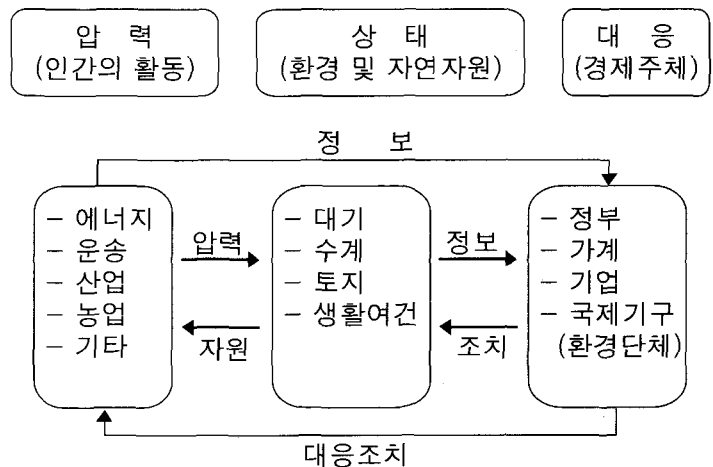 압 력
(인간의 활동)
상 태
(환경 및 자연자원)
대 응
(경제주체)
정 보
– 에너지
– 운송
– 산업
– 농업
– 기타
압력
자원
– 대기
– 수계
– 토지
– 생활여건
정보
조치
– 정부
– 가계
– 기업
– 국제기구
(환경단체)
대응조치